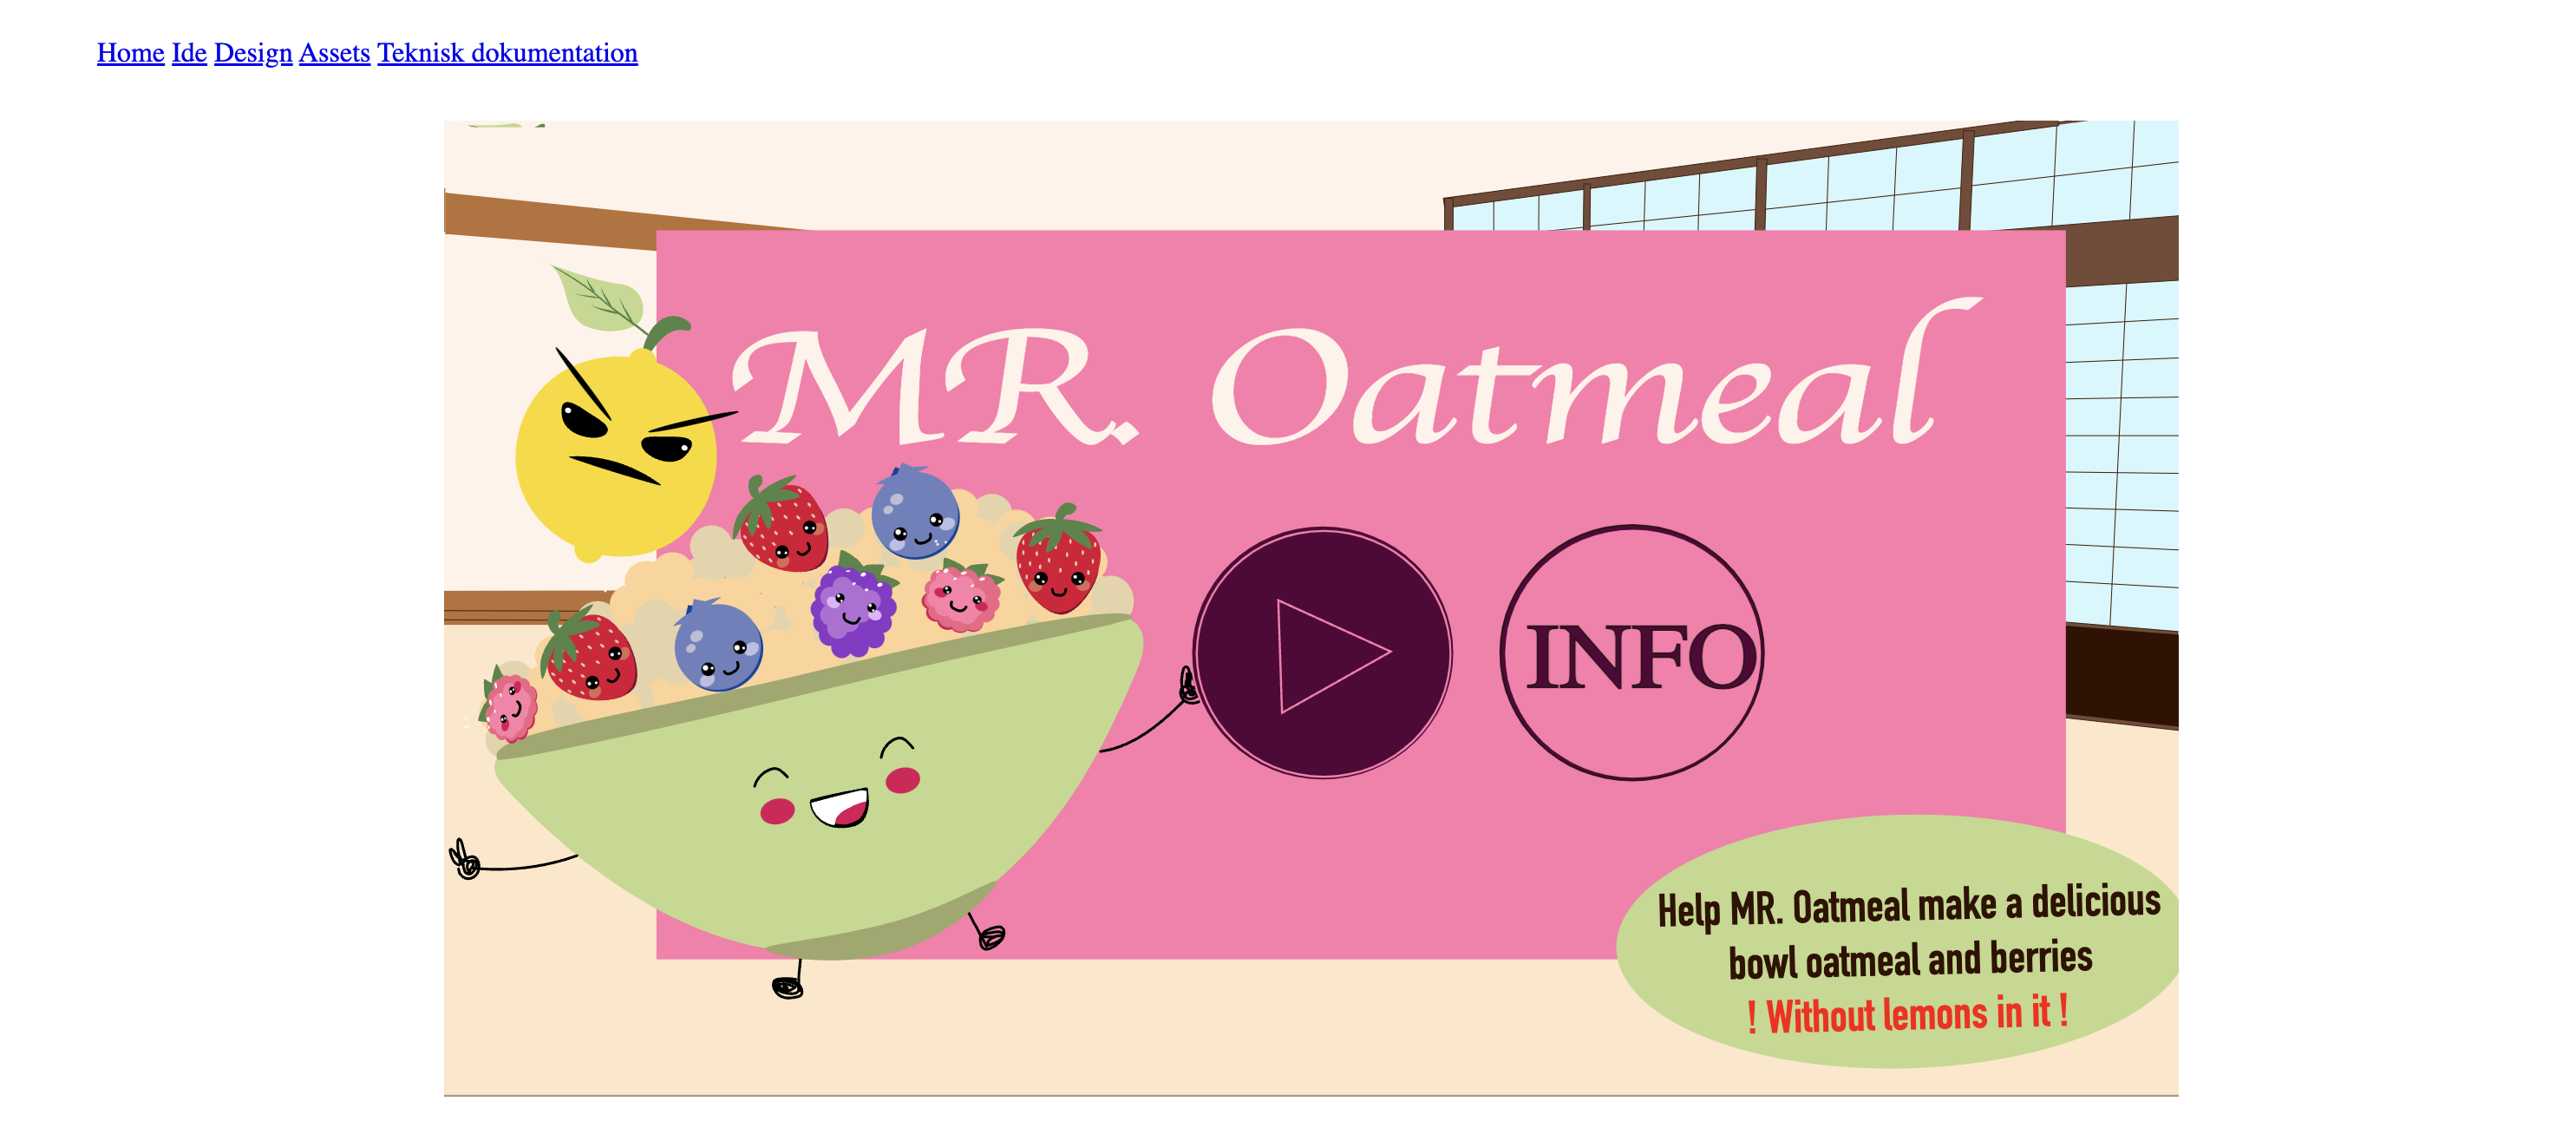 Home Ide Design Assets Teknisk dokumentation
MR. Oatmeal
INFO
Help MR. Oatmeal make a delicious
bowl oatmeal and berries
! Without lemons in it !